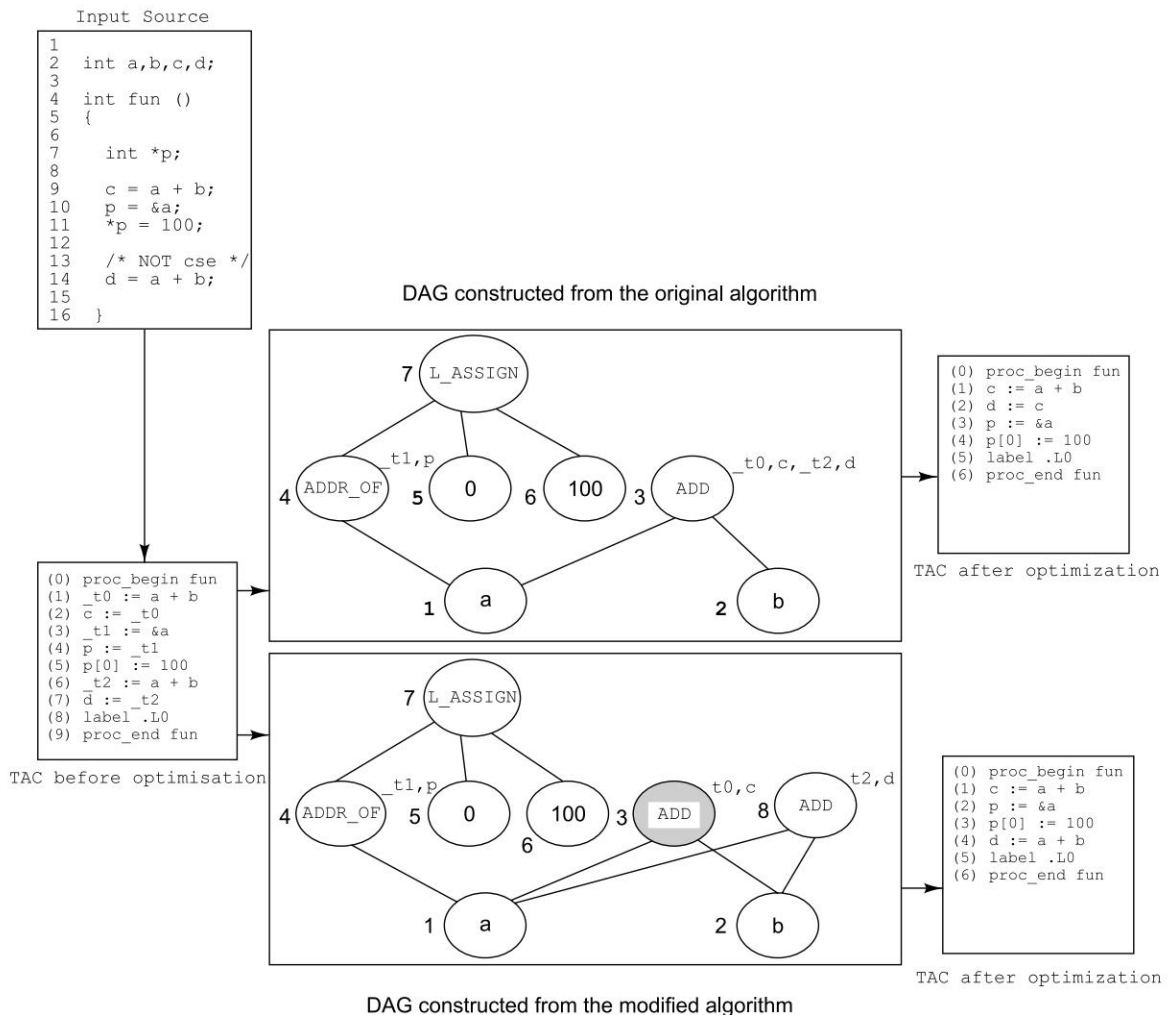 Input Source
1
2 int a,b,c,d;
3
4 int fun ()
5 {
6
7 int *p;
8
9 c = a + b;
10 p = &a;
11 *p = 100;
12
13 /* NOT cse */
14 d = a + b;
15
16 }
DAG constructed from the original algorithm
7 L_ASSIGN
_t1,p
4 ADDR_OF
5 0
6 100
_t0,c,_t2,d
3 ADD
1 a
2 b
(0) proc_begin fun
(1) c := a + b
(2) d := c
(3) p := &a
(4) p[0] := 100
(5) label .L0
(6) proc_end fun
TAC after optimization
(0) proc_begin fun
(1) _t0 := a + b
(2) c := _t0
(3) _t1 := &a
(4) p := _t1
(5) p[0] := 100
(6) _t2 := a + b
(7) d := _t2
(8) label .L0
(9) proc_end fun
TAC before optimisation
7 L_ASSIGN
_t1,p
4 ADDR_OF
5 0
6 100
t0,c
3 ADD
t2,d
8 ADD
1 a
2 b
(0) proc_begin fun
(1) c := a + b
(2) p := &a
(3) p[0] := 100
(4) d := a + b
(5) label .L0
(6) proc_end fun
TAC after optimization
DAG constructed from the modified algorithm